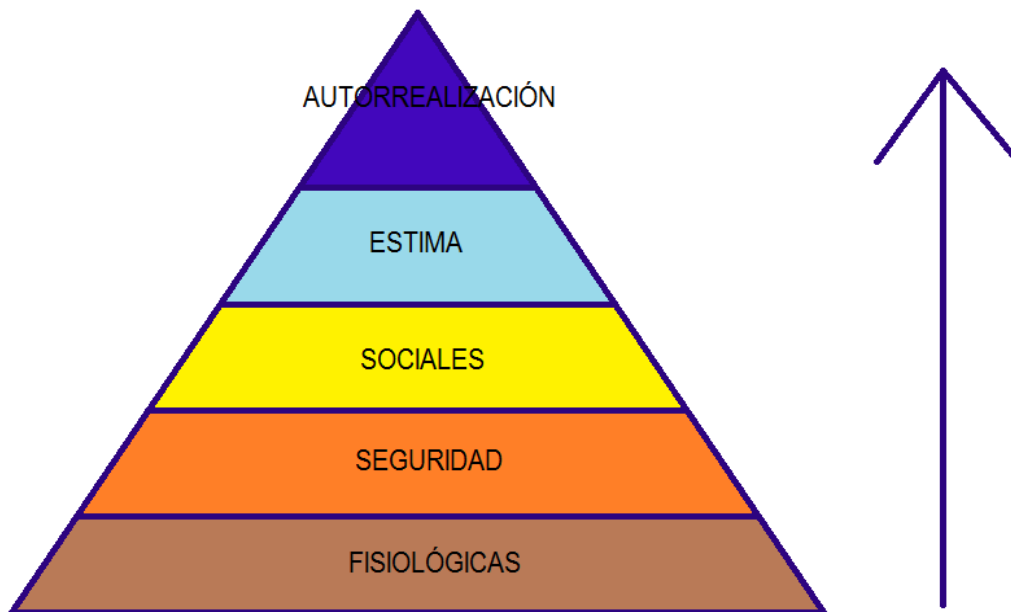 AUTORREALIZACIÓN
ESTIMA
SOCIALES
SEGURIDAD
FISIOLÓGICAS